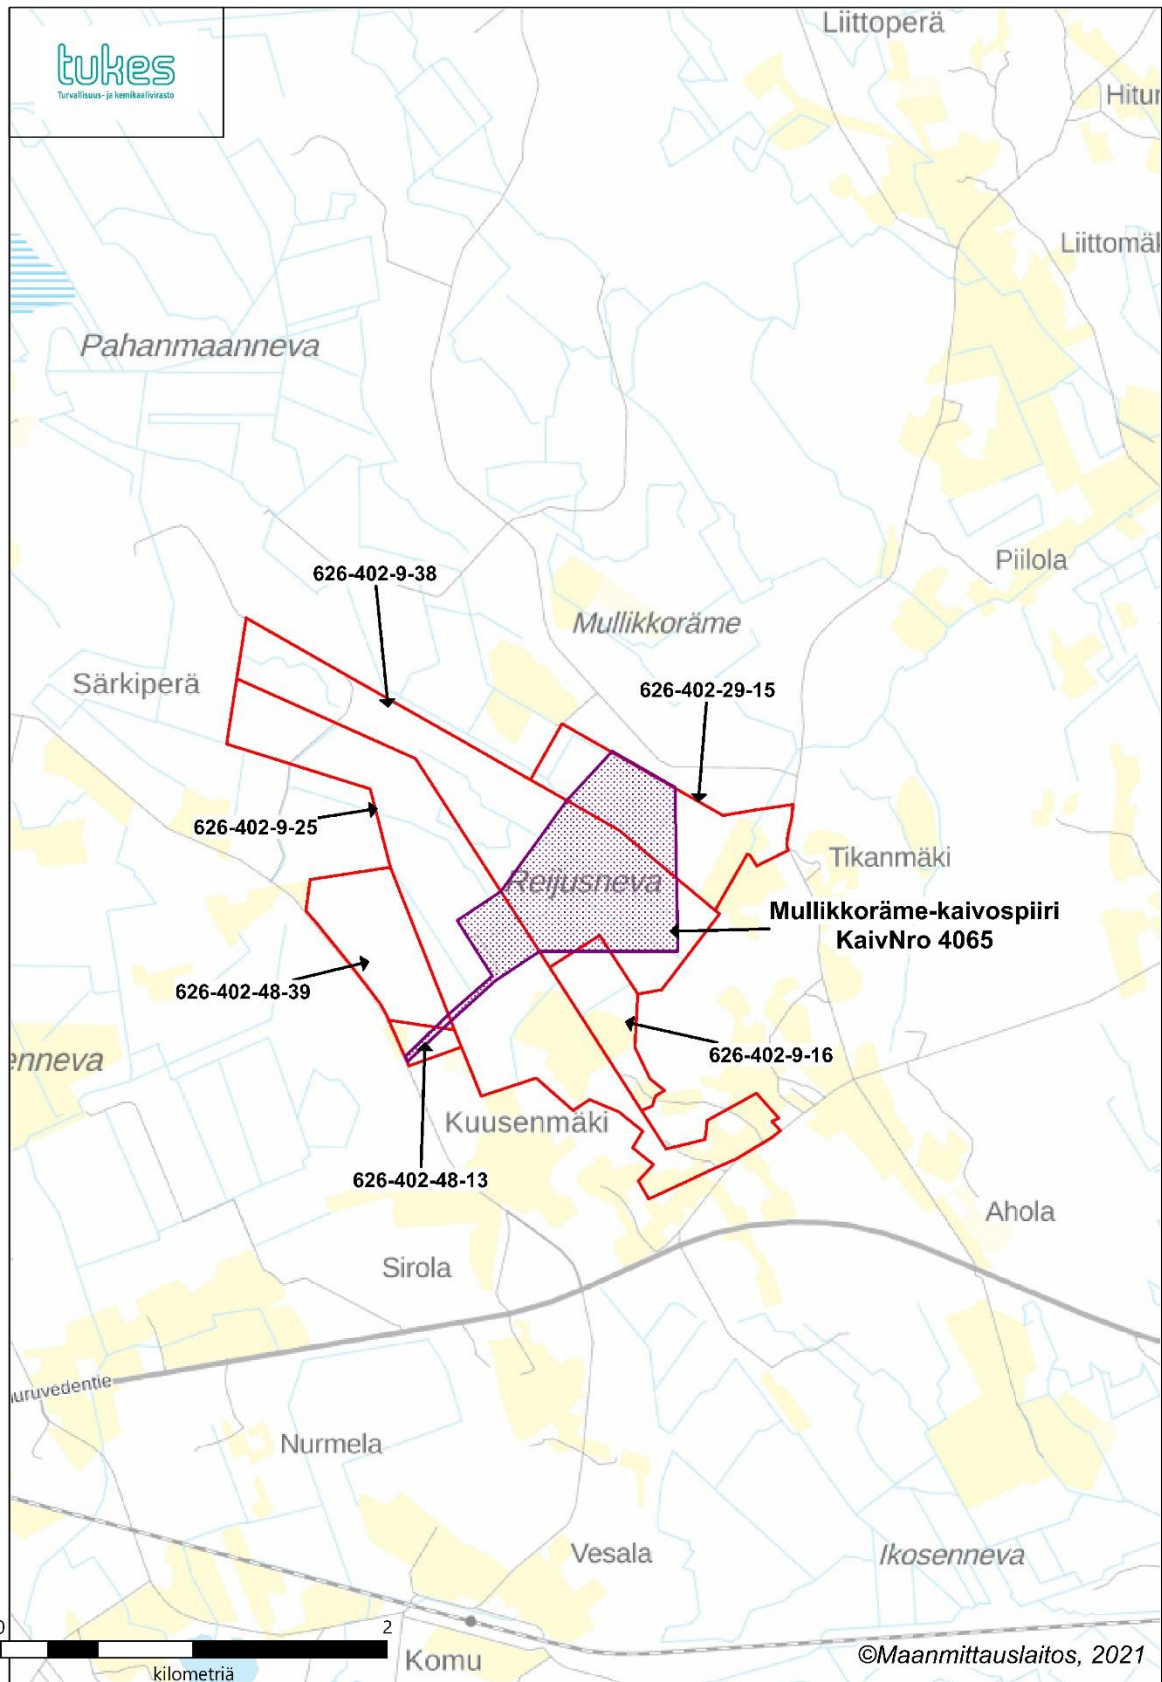 tukes
Turvallisuus- ja kemikaalivirasto
Liittoperä
Hitur
Liittomäk
Pahanmaanneva
Piilola
626-402-9-38
Mullikkoräme
Särkiperä
626-402-29-15
626-402-9-25
Tikanmäki
Reijusneva
Mullikkoräme-kaivospiiri
KaivNro 4065
626-402-48-39
626-402-9-16
enneva
Kuusenmäki
626-402-48-13
Ahola
Sirola
uruvedentie
Nurmela
Vesala
Ikosenneva
0 2
kilometriä
Komu
©Maanmittauslaitos, 2021